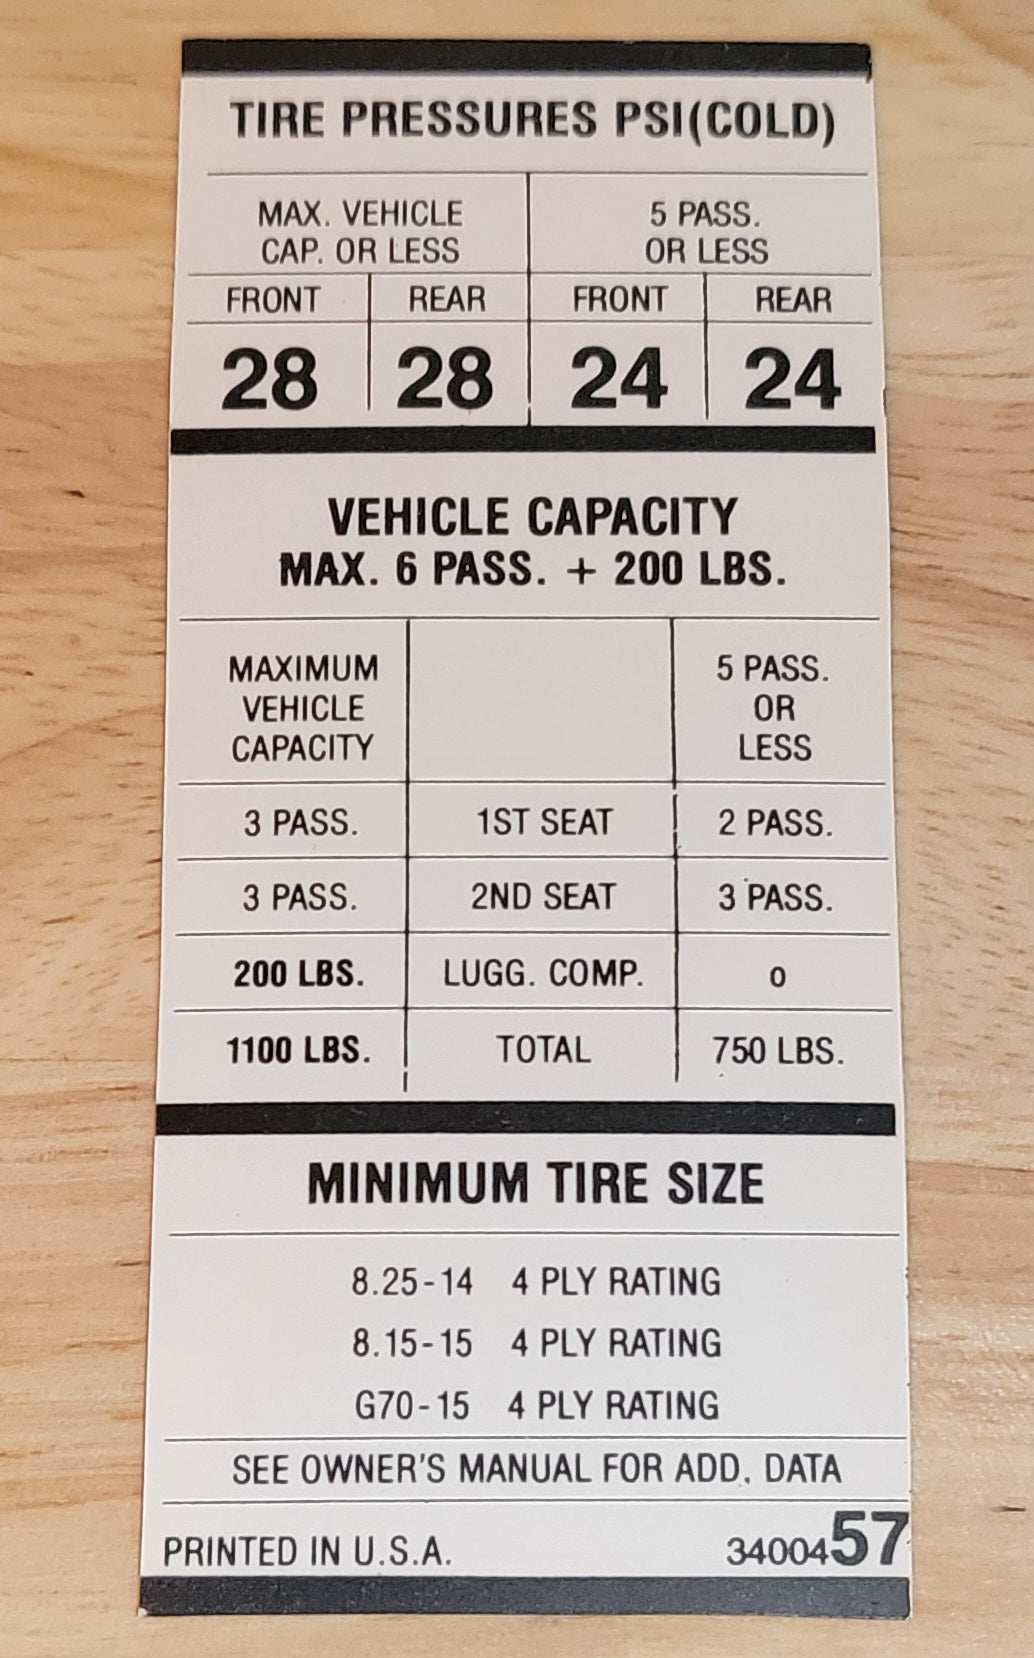 TIRE PRESSURES PSI(COLD)
MAX. VEHICLE
CAP. OR LESS
5 PASS.
OR LESS
FRONT REAR FRONT REAR
28 28 24 24
VEHICLE CAPACITY
MAX. 6 PASS. + 200 LBS.
MAXIMUM
VEHICLE
CAPACITY
5 PASS.
OR
LESS
3 PASS. 1ST SEAT 2 PASS.
3 PASS. 2ND SEAT 3 PASS.
200 LBS. LUGG. COMP. 0
1100 LBS. TOTAL 750 LBS.
MINIMUM TIRE SIZE
8.25-14 4 PLY RATING
8.15-15 4 PLY RATING
G70-15 4 PLY RATING
SEE OWNER'S MANUAL FOR ADD. DATA
PRINTED IN U.S.A. 3400457